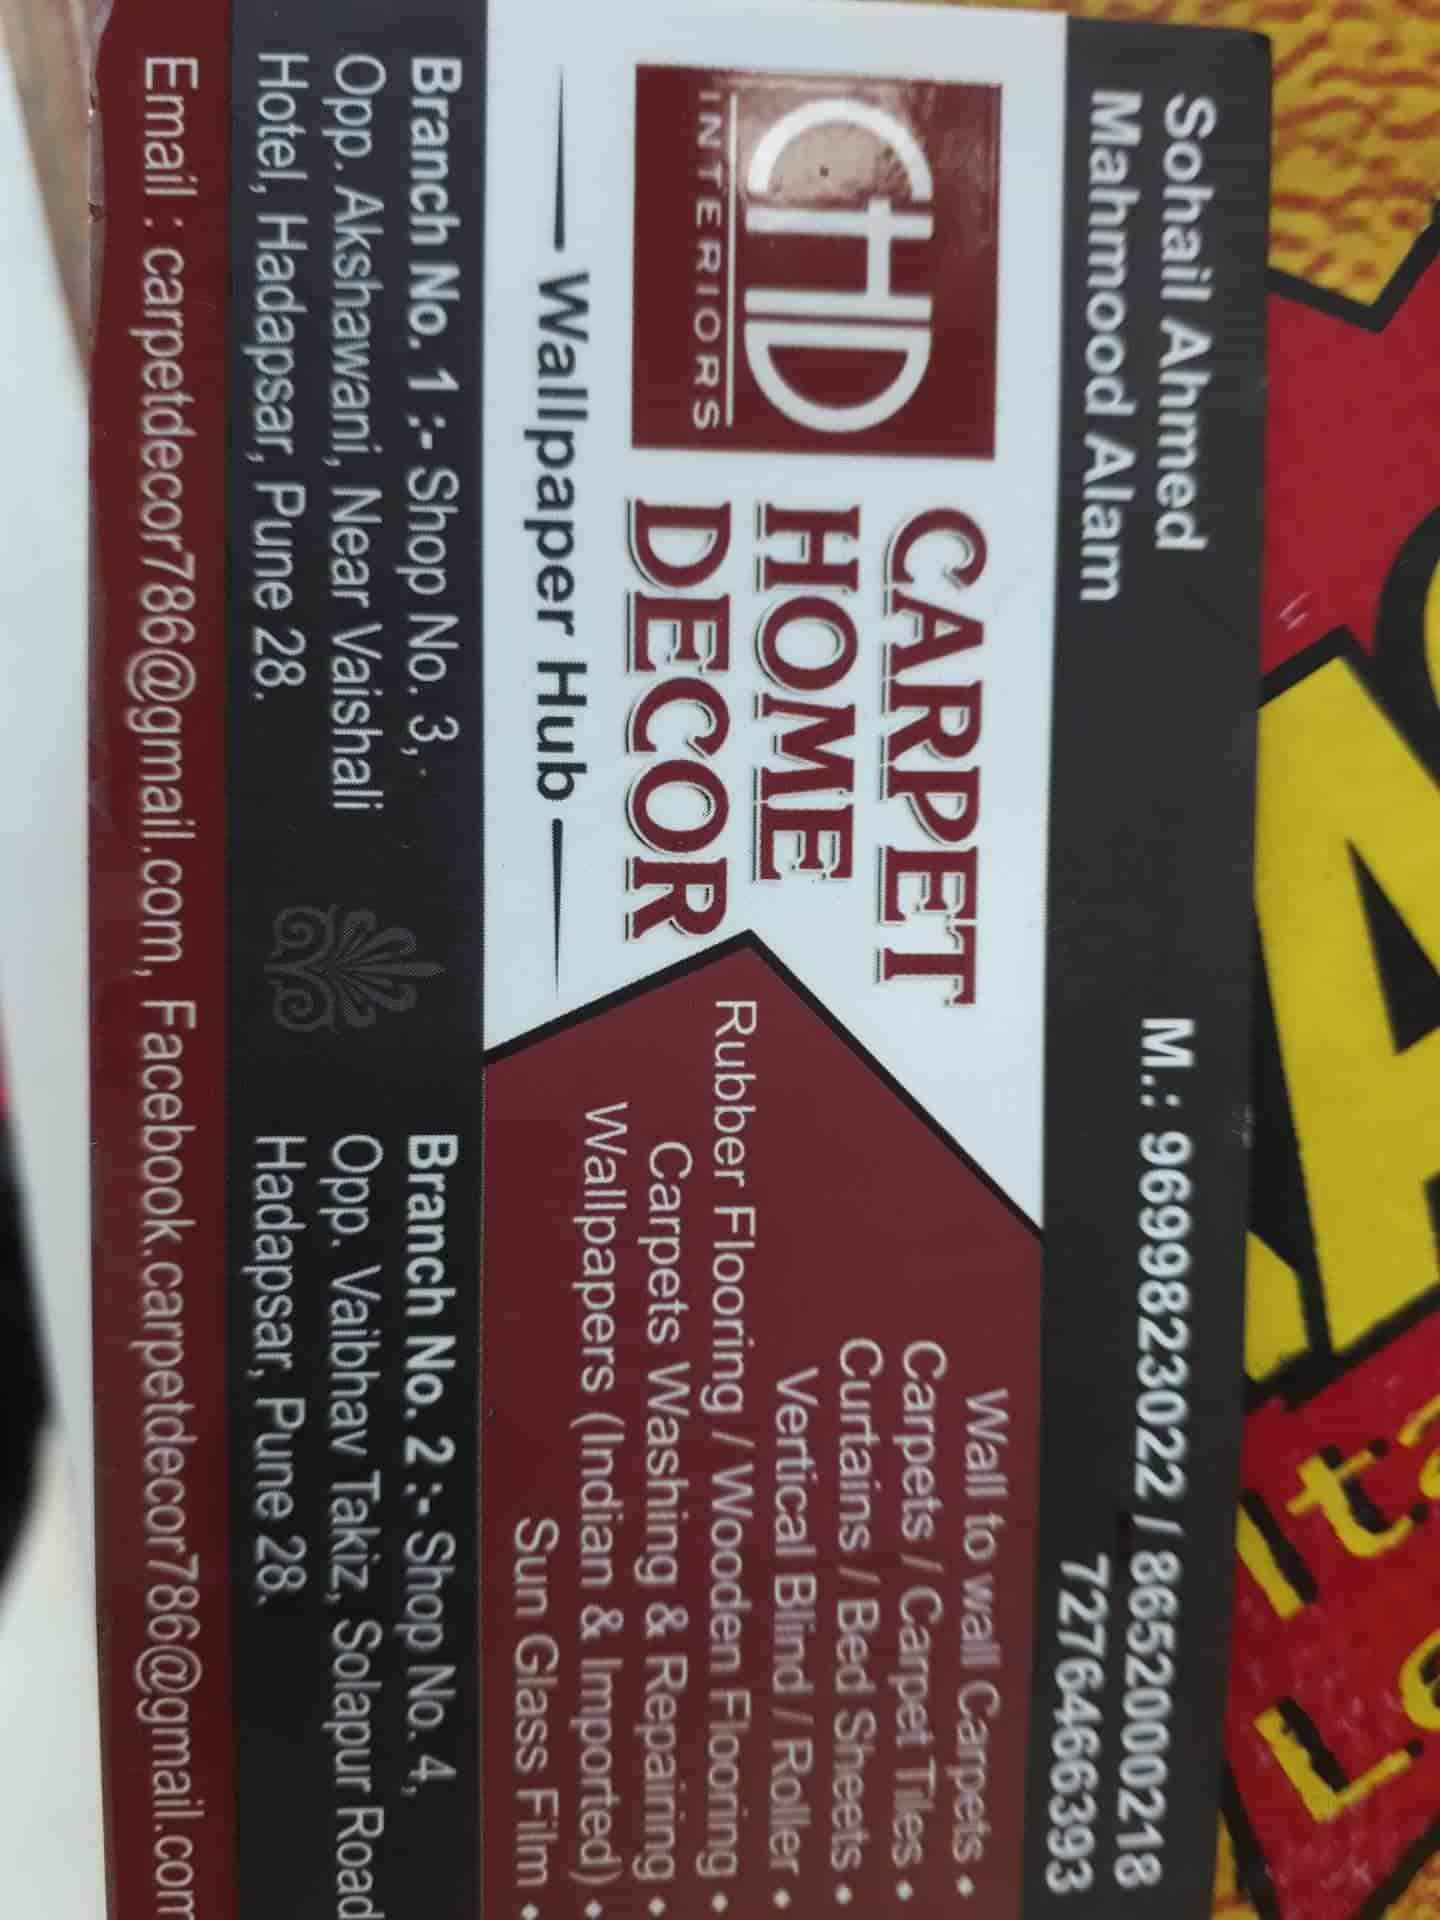 Sohail Ahmed
Mahmood Alam
M.: 9699823022 / 8652000218
7276466393
CHD
INTERIORS
CARPET
HOME
DECOR
Wallpaper Hub
Wall to wall Carpets •
Carpets / Carpet Tiles •
Curtains / Bed Sheets •
Vertical Blind / Roller •
Rubber Flooring / Wooden Flooring •
Carpets Washing & Repairing •
Wallpapers (Indian & Imported) •
Sun Glass Film •
Branch No. 1 :- Shop No. 3,
Opp. Akshawani, Near Vaishali
Hotel, Hadapsar, Pune 28.
Branch No. 2 :- Shop No. 4,
Opp. Vaibhav Takiz, Solapur Road
Hadapsar, Pune 28.
Email : carpetdecor786@gmail.com, Facebook.carpetdecor786@gmail.com